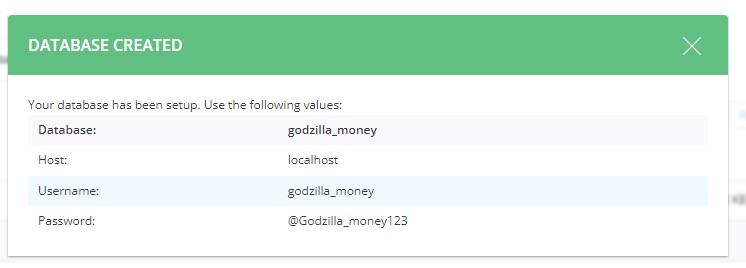 DATABASE CREATED
Your database has been setup. Use the following values:
Database: godzilla_money
Host: localhost
Username: godzilla_money
Password: @Godzilla_money123